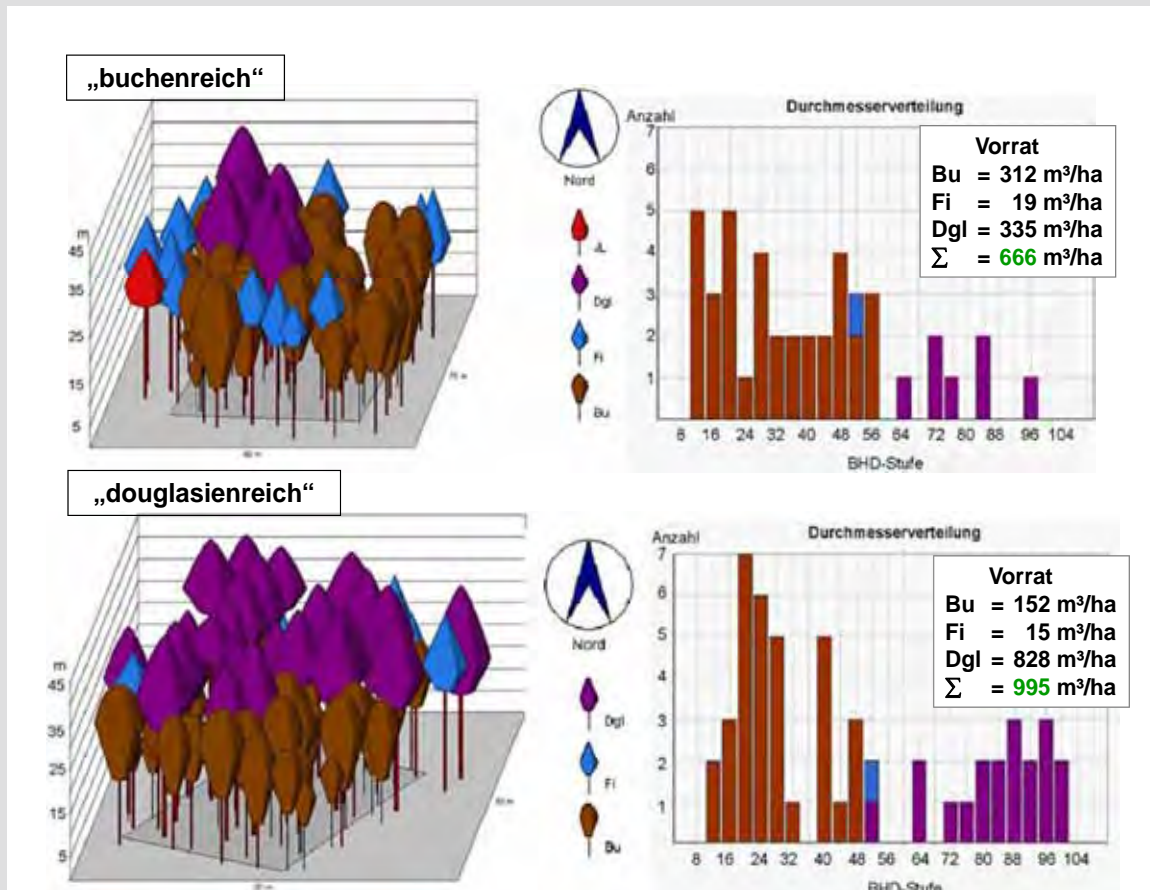 „buchenreich“
m
45
35
25
15
5
Nord
JL
Dgl
Fi
Bu
Durchmesserverteilung
Anzahl
7
6
5
4
3
2
1
8 16 24 32 40 48 56 64 72 80 88 96 104
BHD-Stufe
Vorrat
Bu = 312 m³/ha
Fi = 19 m³/ha
Dgl = 335 m³/ha
Σ = 666 m³/ha
„douglasienreich“
m
45
35
25
15
5
Nord
Dgl
Fi
Bu
Durchmesserverteilung
Anzahl
7
6
5
4
3
2
1
8 16 24 32 40 48 56 64 72 80 88 96 104
BHD-Stufe
Vorrat
Bu = 152 m³/ha
Fi = 15 m³/ha
Dgl = 828 m³/ha
Σ = 995 m³/ha